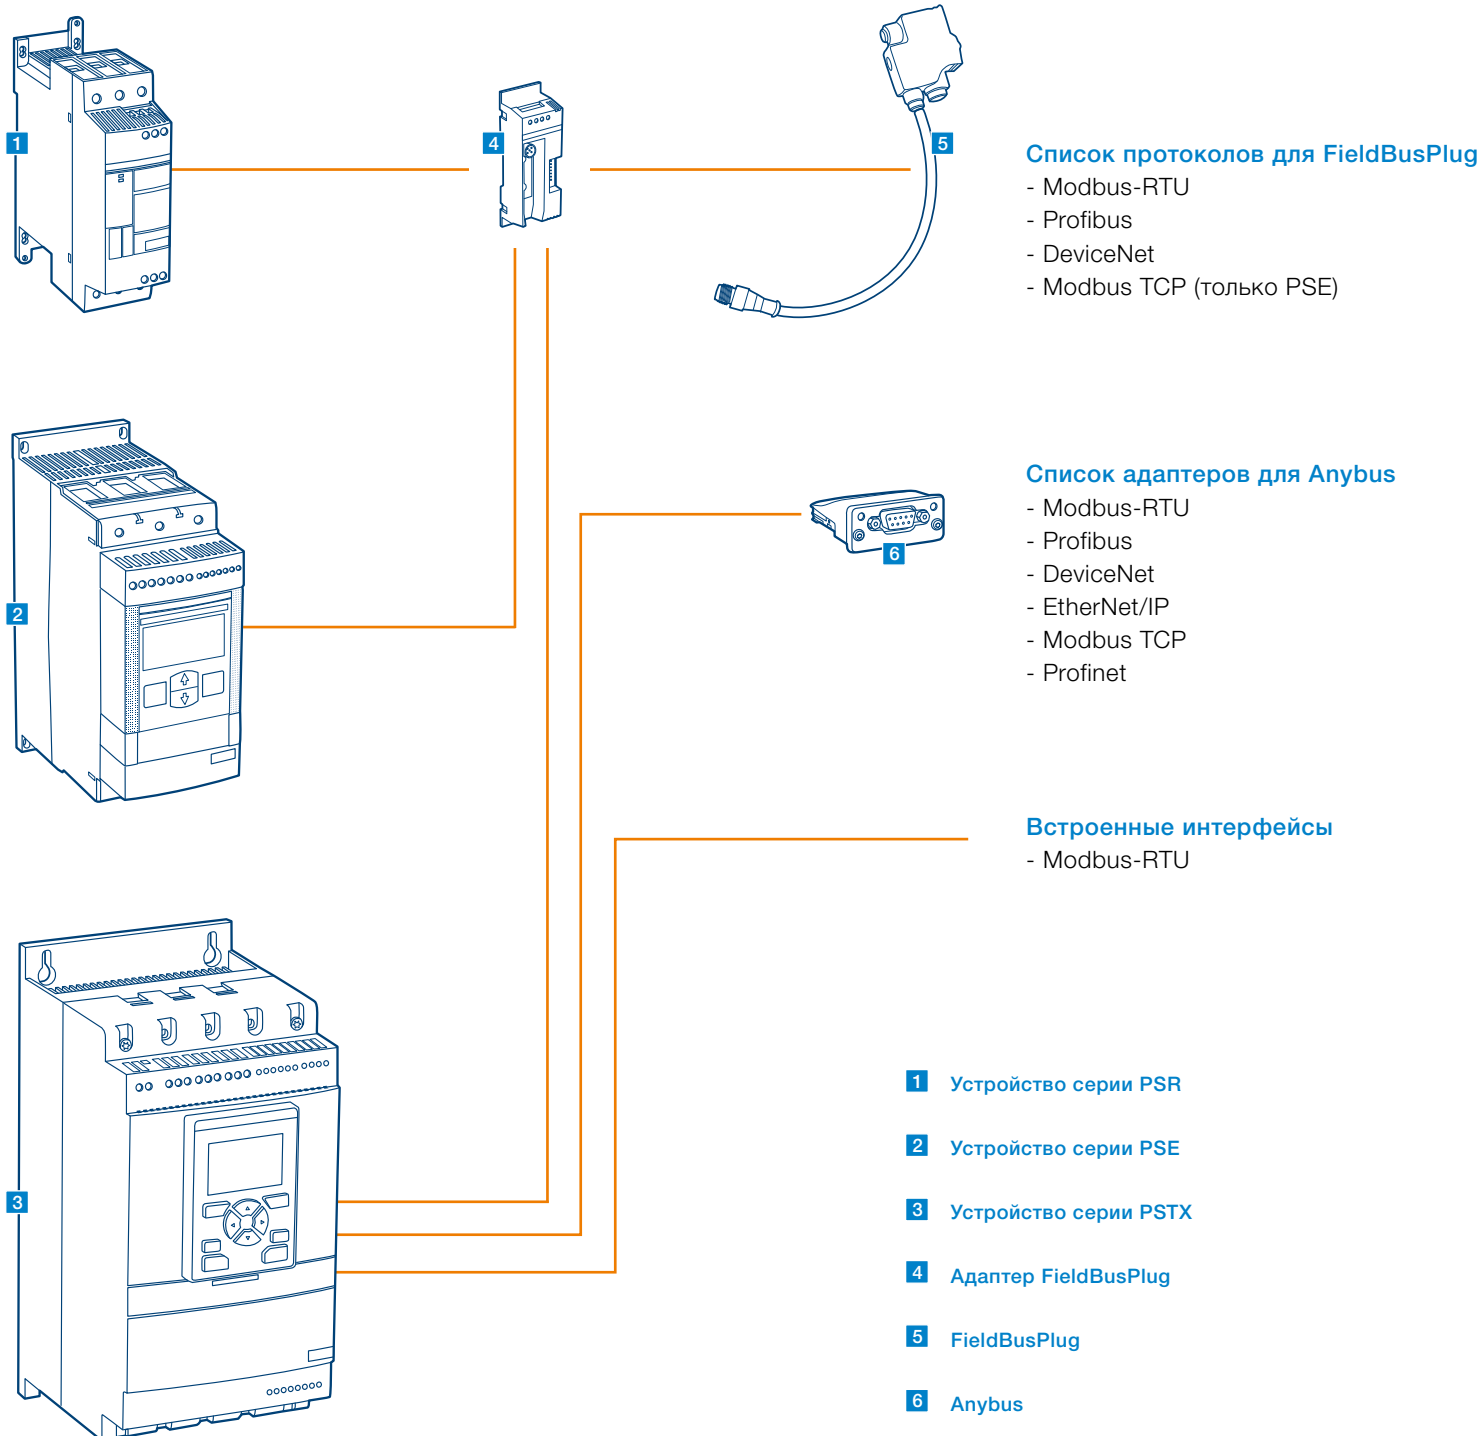 1
4
5
Список протоколов для FieldBusPlug
- Modbus-RTU
- Profibus
- DeviceNet
- Modbus TCP (только PSE)
2
6
Список адаптеров для Anybus
- Modbus-RTU
- Profibus
- DeviceNet
- EtherNet/IP
- Modbus TCP
- Profinet
Встроенные интерфейсы
- Modbus-RTU
3
1 Устройство серии PSR
2 Устройство серии PSE
3 Устройство серии PSTX
4 Адаптер FieldBusPlug
5 FieldBusPlug
6 Anybus